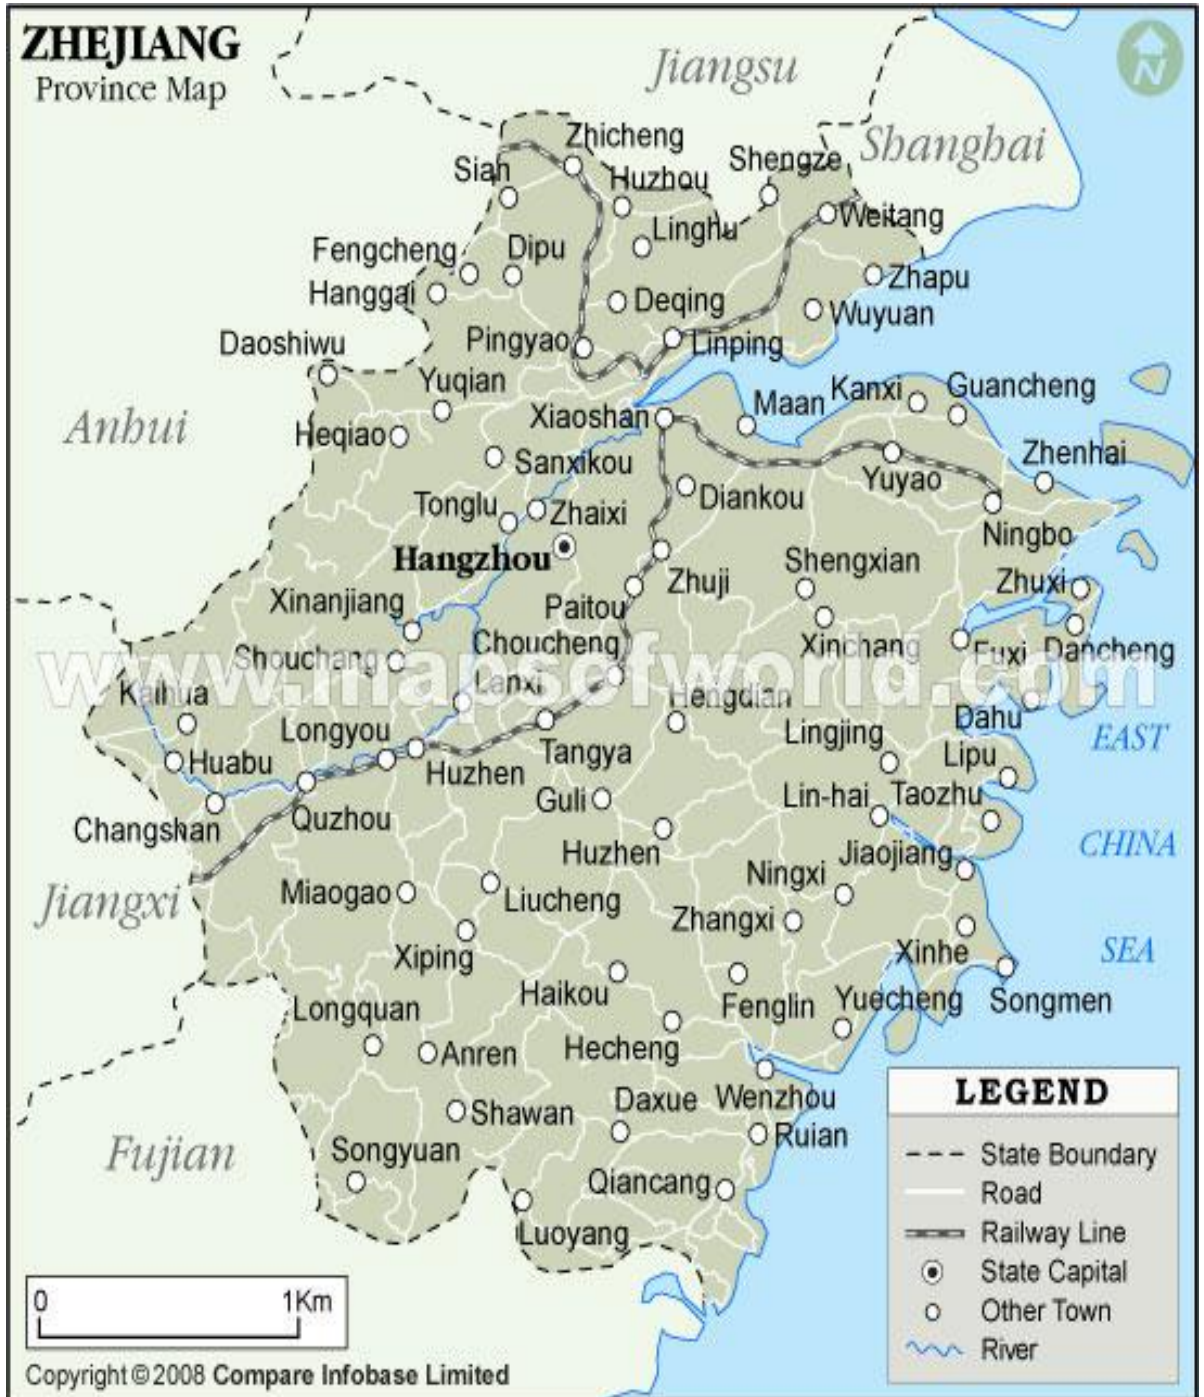 ZHEJIANG
Province Map
N
Jiangsu
Shanghai
Zhicheng
Sian
Huzhou
Shengze
Linghu
Weitang
Fengcheng
Dipu
Zhapu
Hanggai
Deqing
Wuyuan
Daoshiwu
Pingyao
Linping
Yuqian
Kanxi
Guancheng
Anhui
Xiaoshan
Maan
Heqiao
Sanxikou
Yuyao
Zhenhai
Tonglu
Zhaixi
Diankou
Ningbo
Hangzhou
Shengxian
Zhuji
Zhuxi
Xinanjiang
Paitou
Choucheng
Xinchang
Fuxi
Dancheng
Shouchang
www.mapsofworld.com
Kaihua
Lanxi
Hengdian
Dahu
EAST
Longyou
Tangya
Lingjing
Lipu
Huabu
Huzhen
Guli
Lin-hai
Taozhu
Changshan
Quzhou
Huzhen
Jiaojiang
CHINA
Jiangxi
Miaogao
Liucheng
Ningxi
Zhangxi
Xiping
Xinhe
SEA
Haikou
Fenglin
Yuecheng
Songmen
Longquan
Anren
Hecheng
Shawan
Daxue
Wenzhou
Ruian
Fujian
Songyuan
Qiancang
Luoyang
LEGEND
State Boundary
Road
Railway Line
State Capital
Other Town
River
0 1Km
Copyright © 2008 Compare Infobase Limited